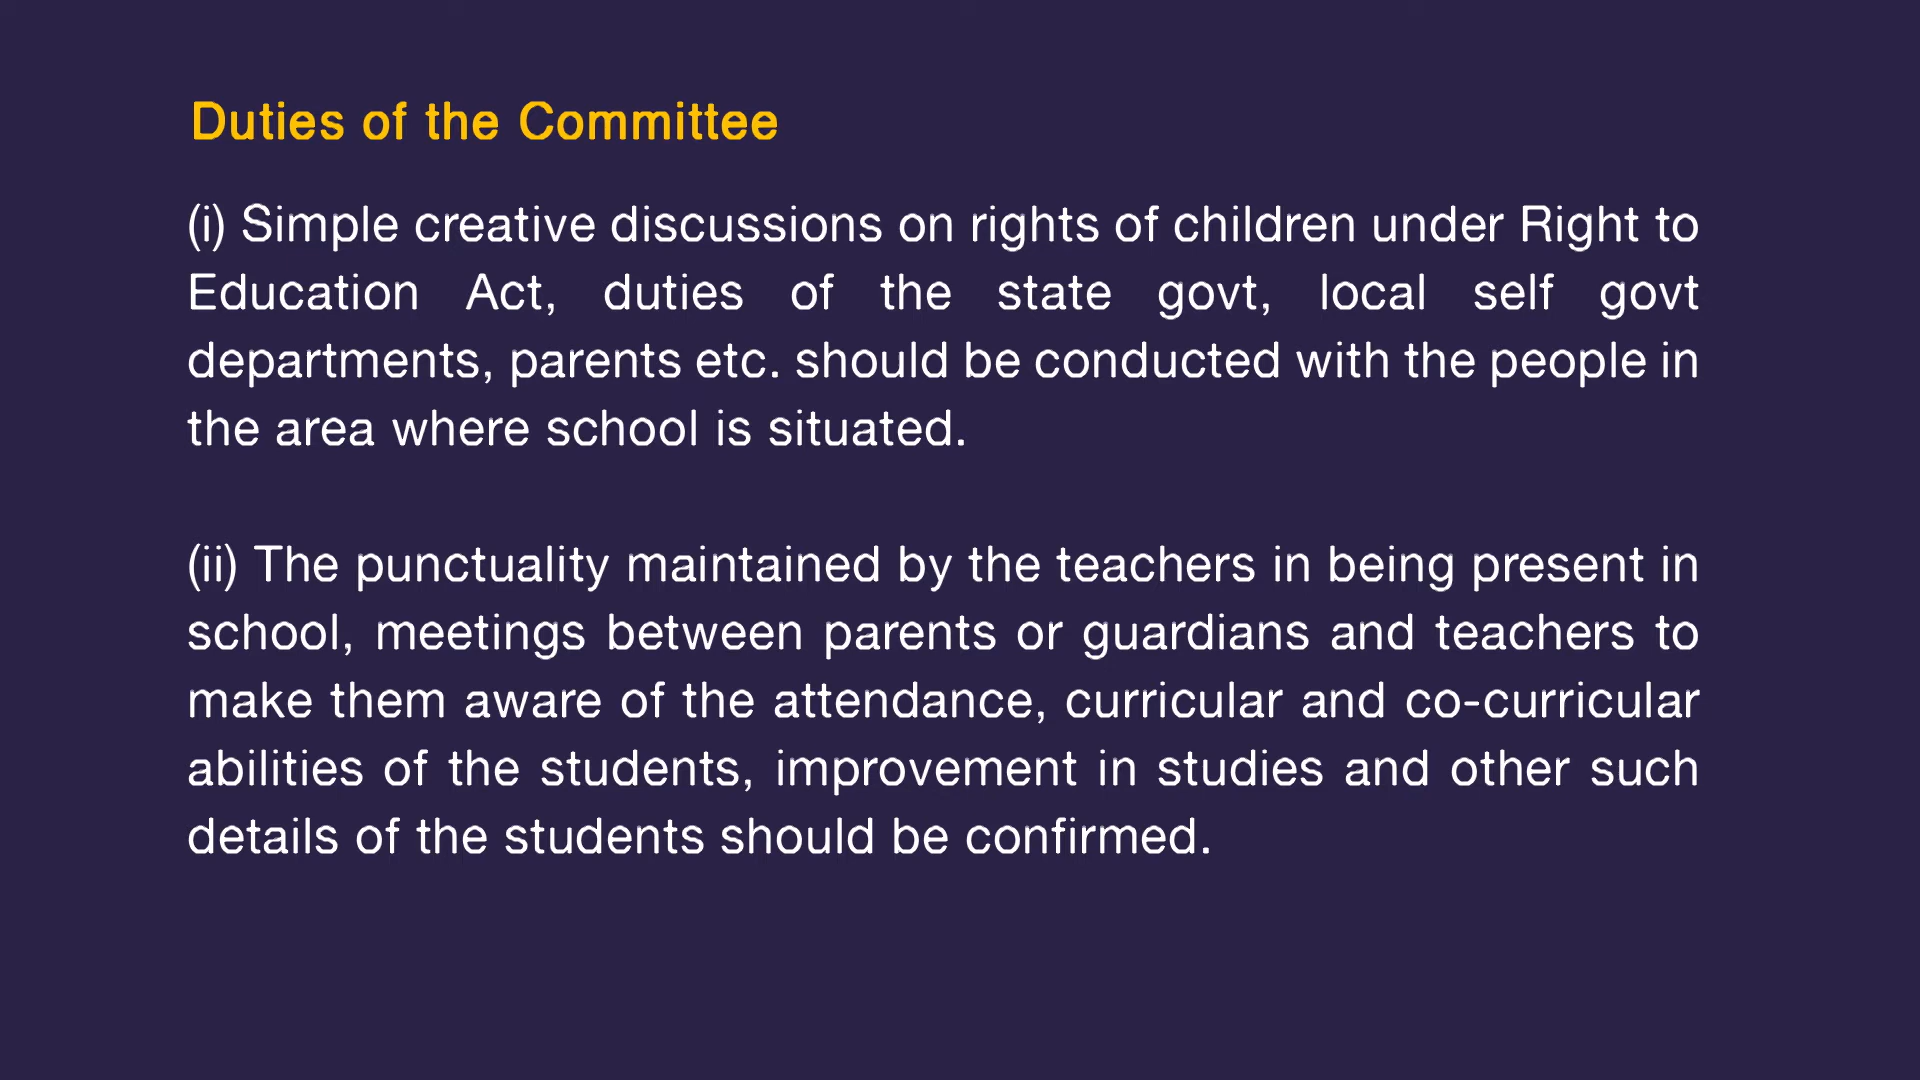 Duties of the Committee
(i) Simple creative discussions on rights of children under Right to
Education Act, duties of the state govt, local self govt
departments, parents etc. should be conducted with the people in
the area where school is situated.
(ii) The punctuality maintained by the teachers in being present in
school, meetings between parents or guardians and teachers to
make them aware of the attendance, curricular and co-curricular
abilities of the students, improvement in studies and other such
details of the students should be confirmed.